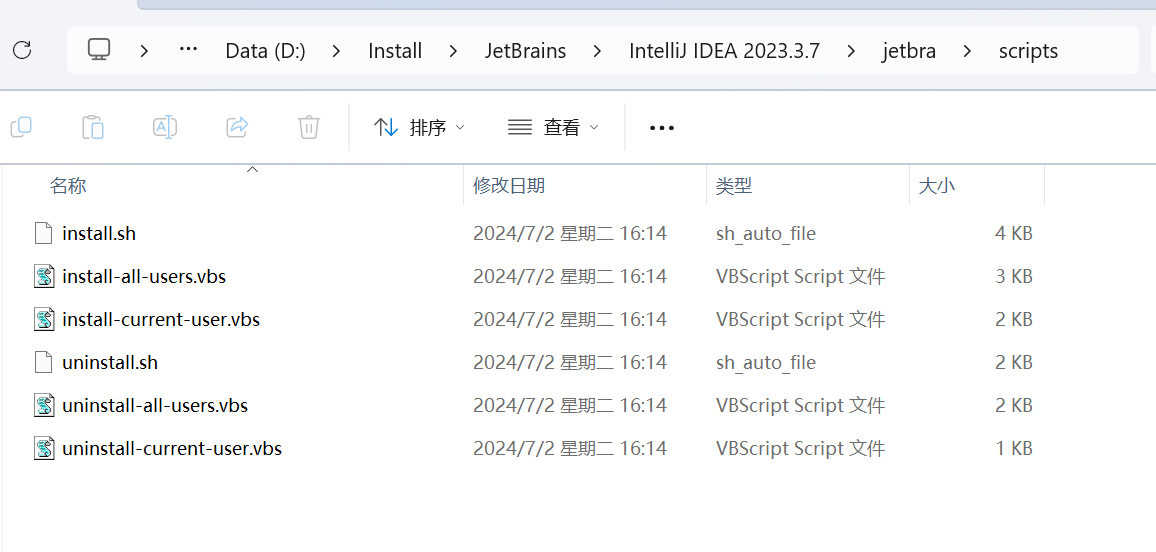 Data (D:) > Install > JetBrains > IntelliJ IDEA 2023.3.7 > jetbra > scripts
排序 查看
名称 修改日期 类型 大小
install.sh 2024/7/2 星期二 16:14 sh_auto_file 4 KB
install-all-users.vbs 2024/7/2 星期二 16:14 VBScript Script 文件 3 KB
install-current-user.vbs 2024/7/2 星期二 16:14 VBScript Script 文件 2 KB
uninstall.sh 2024/7/2 星期二 16:14 sh_auto_file 2 KB
uninstall-all-users.vbs 2024/7/2 星期二 16:14 VBScript Script 文件 2 KB
uninstall-current-user.vbs 2024/7/2 星期二 16:14 VBScript Script 文件 1 KB